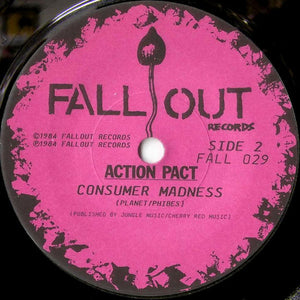 FALL OUT
RECORDS
©1984 FALLOUT RECORDS
℗1984 FALLOUT RECORDS
SIDE 2
FALL 029
ACTION PACT
CONSUMER MADNESS
(PLANET/PHIBES)
(PUBLISHED BY JUNGLE MUSIC/CHERRY RED MUSIC)